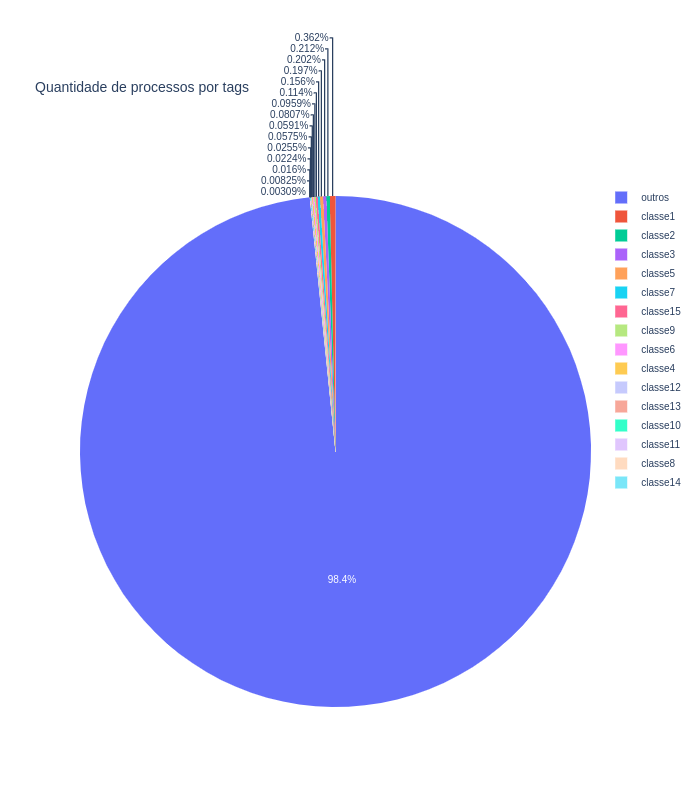 0.362%
0.212%
0.202%
0.197%
Quantidade de processos por tags
0.156%
0.114%
0.0959%
0.0807%
0.0591%
0.0575%
0.0255%
0.0224%
0.016%
0.00825%
0.00309%
outros
classe1
classe2
classe3
classe5
classe7
classe15
classe9
classe6
classe4
classe12
classe13
classe10
classe11
classe8
classe14
98.4%